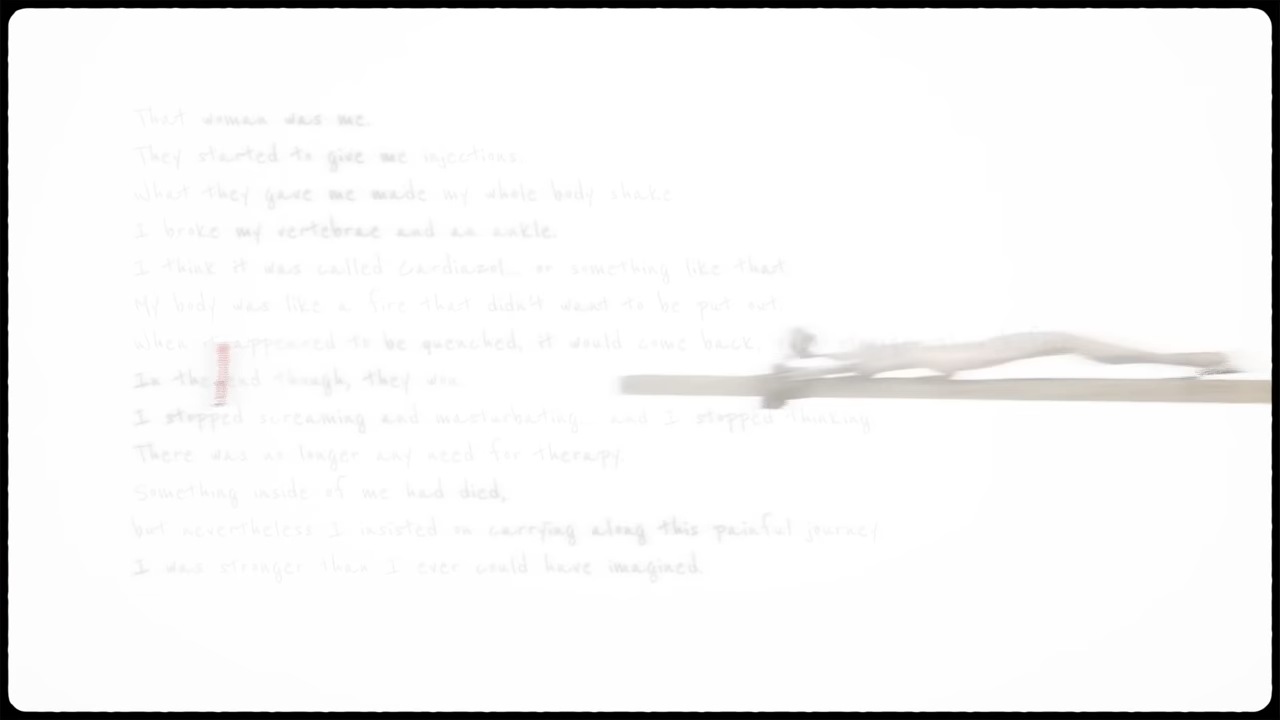 That woman was me.
They started to give me injections.
What they gave me made my whole body shake
I broke my vertebrae and an ankle.
I think it was called Cardiazol... or something like that.
My body was like a fire that didn't want to be put out.
When it appeared to be quenched, it would come back,
In the end though, they won.
I stopped screaming and masturbating... and I stopped thinking.
There was no longer any need for therapy.
Something inside of me had died,
but nevertheless I insisted on carrying along this painful journey.
I was stronger than I ever could have imagined.